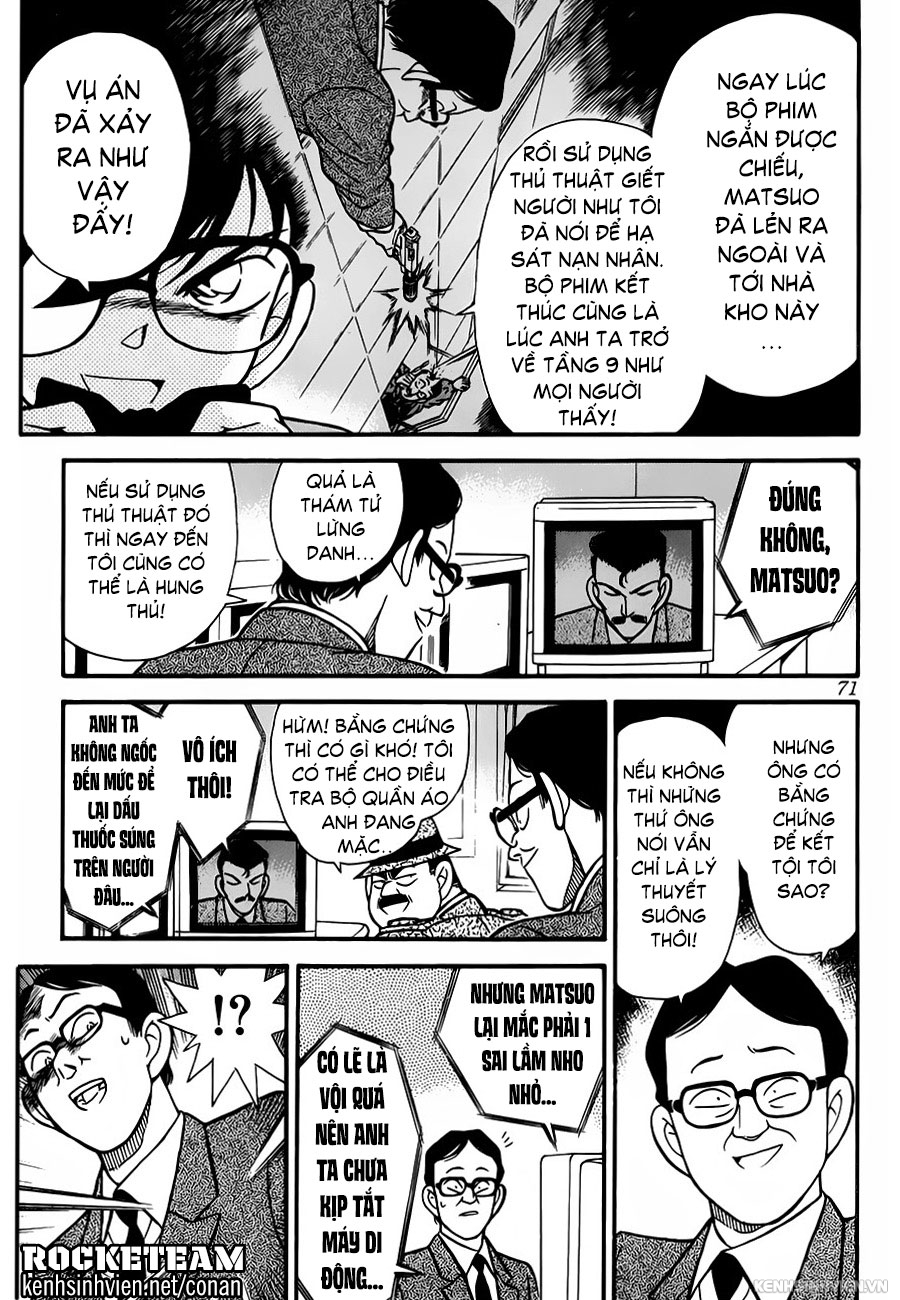 NGAY LÚC
BỘ PHIM
NGẮN ĐƯỢC
CHIẾU,
MATSUO
ĐÃ LẺN RA
NGOÀI VÀ
TỚI NHÀ
KHO NÀY
...
RỒI SỬ DỤNG
THỦ THUẬT GIẾT
NGƯỜI NHƯ TÔI
ĐÃ NÓI ĐỂ HẠ
SÁT NẠN NHÂN.
BỘ PHIM KẾT
THÚC CŨNG LÀ
LÚC ANH TA TRỞ
VỀ TẦNG 9 NHƯ
MỌI NGƯỜI
THẤY!
VỤ ÁN
ĐÃ XẢY
RA NHƯ
VẬY
ĐẤY!
ĐÚNG
KHÔNG,
MATSUO?
QUẢ LÀ
THÁM TỬ
LỪNG
DANH...
NẾU SỬ DỤNG
THỦ THUẬT ĐÓ
THÌ NGAY ĐẾN
TÔI CŨNG CÓ
THỂ LÀ HUNG
THỦ!
71
NHƯNG
ÔNG CÓ
BẰNG
CHỨNG
ĐỂ KẾT
TỘI TÔI
SAO?
NẾU KHÔNG
THÌ NHỮNG
THỨ ÔNG
NÓI VẪN
CHỈ LÀ LÝ
THUYẾT
SUÔNG
THÔI!
HỪM! BẰNG CHỨNG
THÌ CÓ GÌ KHÓ! TÔI
CÓ THỂ CHO ĐIỀU
TRA BỘ QUẦN ÁO
ANH ĐANG
MẶC..
VÔ ÍCH
THÔI!
ANH TA
KHÔNG NGỐC
ĐẾN MỨC ĐỂ
LẠI DẤU
THUỐC SÚNG
TRÊN NGƯỜI
ĐÂU...
NHƯNG MATSUO
LẠI MẮC PHẢI 1
SAI LẦM NHO
NHỎ...
CÓ LẼ LÀ
VỘI QUÁ
NÊN ANH
TA CHƯA
KỊP TẮT
MÁY DI
ĐỘNG...
!?
ROCKETEAM
kenhsinhvien.net/conan
KENHSINHVIEN.VN